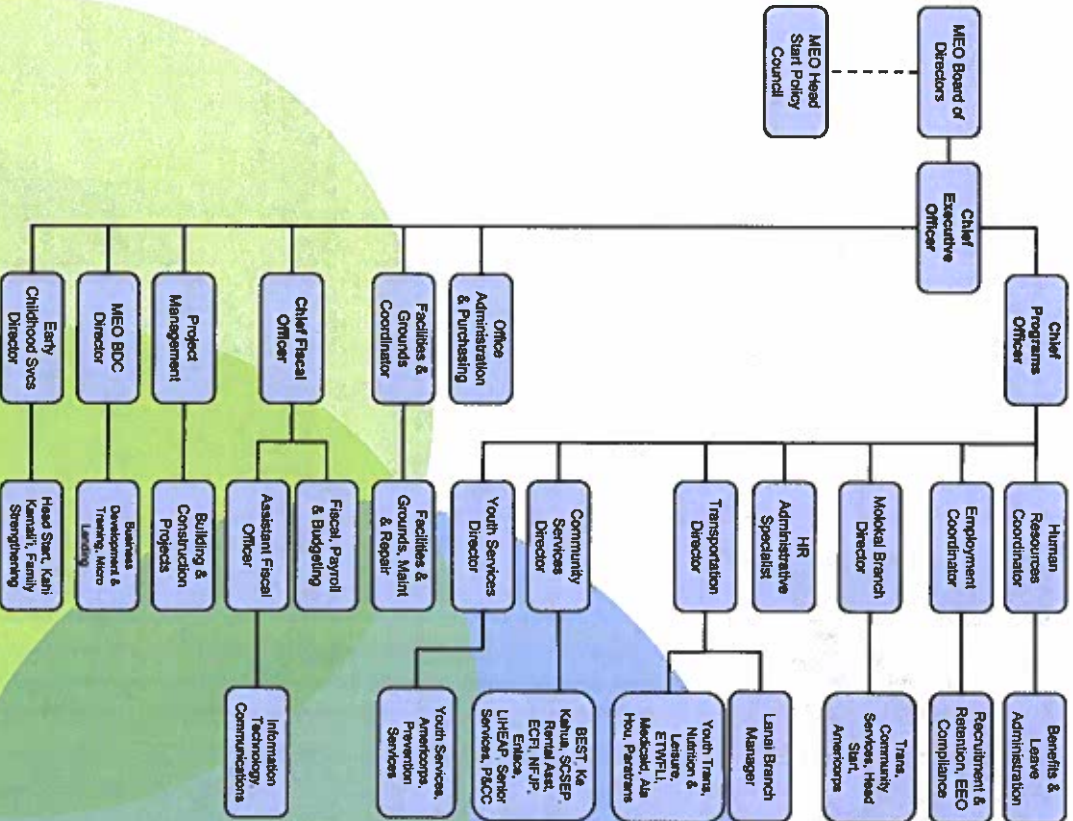 MEO Board of
Directors
MEO Head
Start Policy
Council
Chief
Executive
Officer
Chief
Programs
Officer
Office
Administration
& Purchasing
Facilities &
Grounds
Coordinator
Chief Fiscal
Officer
Project
Management
MEO BDC
Director
Early
Childhood Svcs
Director
Human
Resources
Coordinator
Employment
Coordinator
Molokai Branch
Director
HR
Administrative
Specialist
Transportation
Director
Community
Services
Director
Youth Services
Director
Facilities &
Grounds, Maint
& Repair
Fiscal, Payroll
& Budgeting
Assistant Fiscal
Officer
Building &
Construction
Projects
Business
Development &
Training, Micro
Lending
Head Start, Kahi
Kamali'i, Family
Strengthening
Benefits &
Leave
Administration
Recruitment &
Retention, EEO
Compliance
Trans,
Community
Services, Head
Start,
Americorps
Lanai Branch
Manager
Youth Trans,
Nutrition &
Leisure,
ETWFLI,
Medicaid, Ala
Hou, Paratrans
BEST, Ke
Kahua, SCSEP,
Rental Asst,
ECFI, NFJP,
Enlace,
LIHEAP, Senior
Services, P&CC
Youth Services,
Americorps,
Prevention
Services
Information
Technology,
Communications